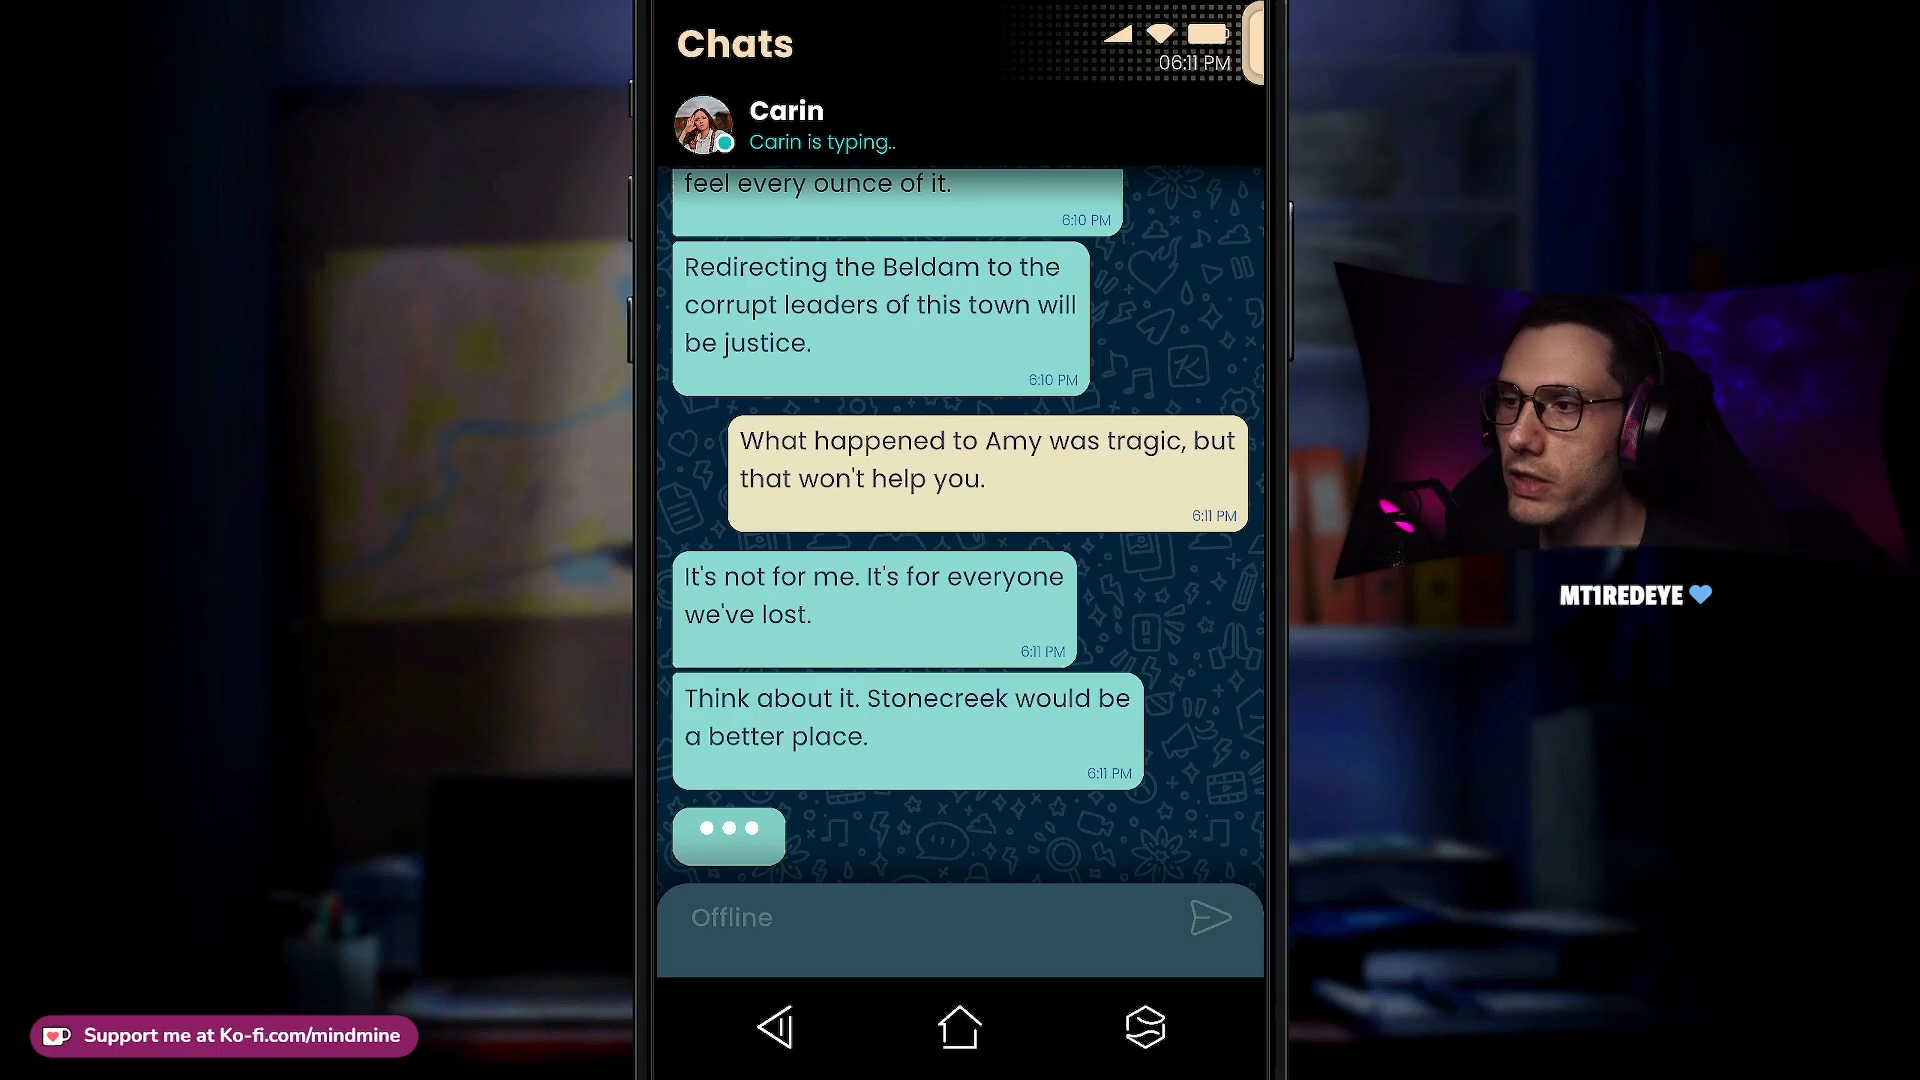 Chats
06:11 PM
Carin
Carin is typing..
feel every ounce of it.
6:10 PM
Redirecting the Beldam to the
corrupt leaders of this town will
be justice.
6:10 PM
What happened to Amy was tragic, but
that won't help you.
6:11 PM
It's not for me. It's for everyone
we've lost.
6:11 PM
Think about it. Stonecreek would be
a better place.
6:11 PM
Offline
MT1REDEYE
Support me at Ko-fi.com/mindmine